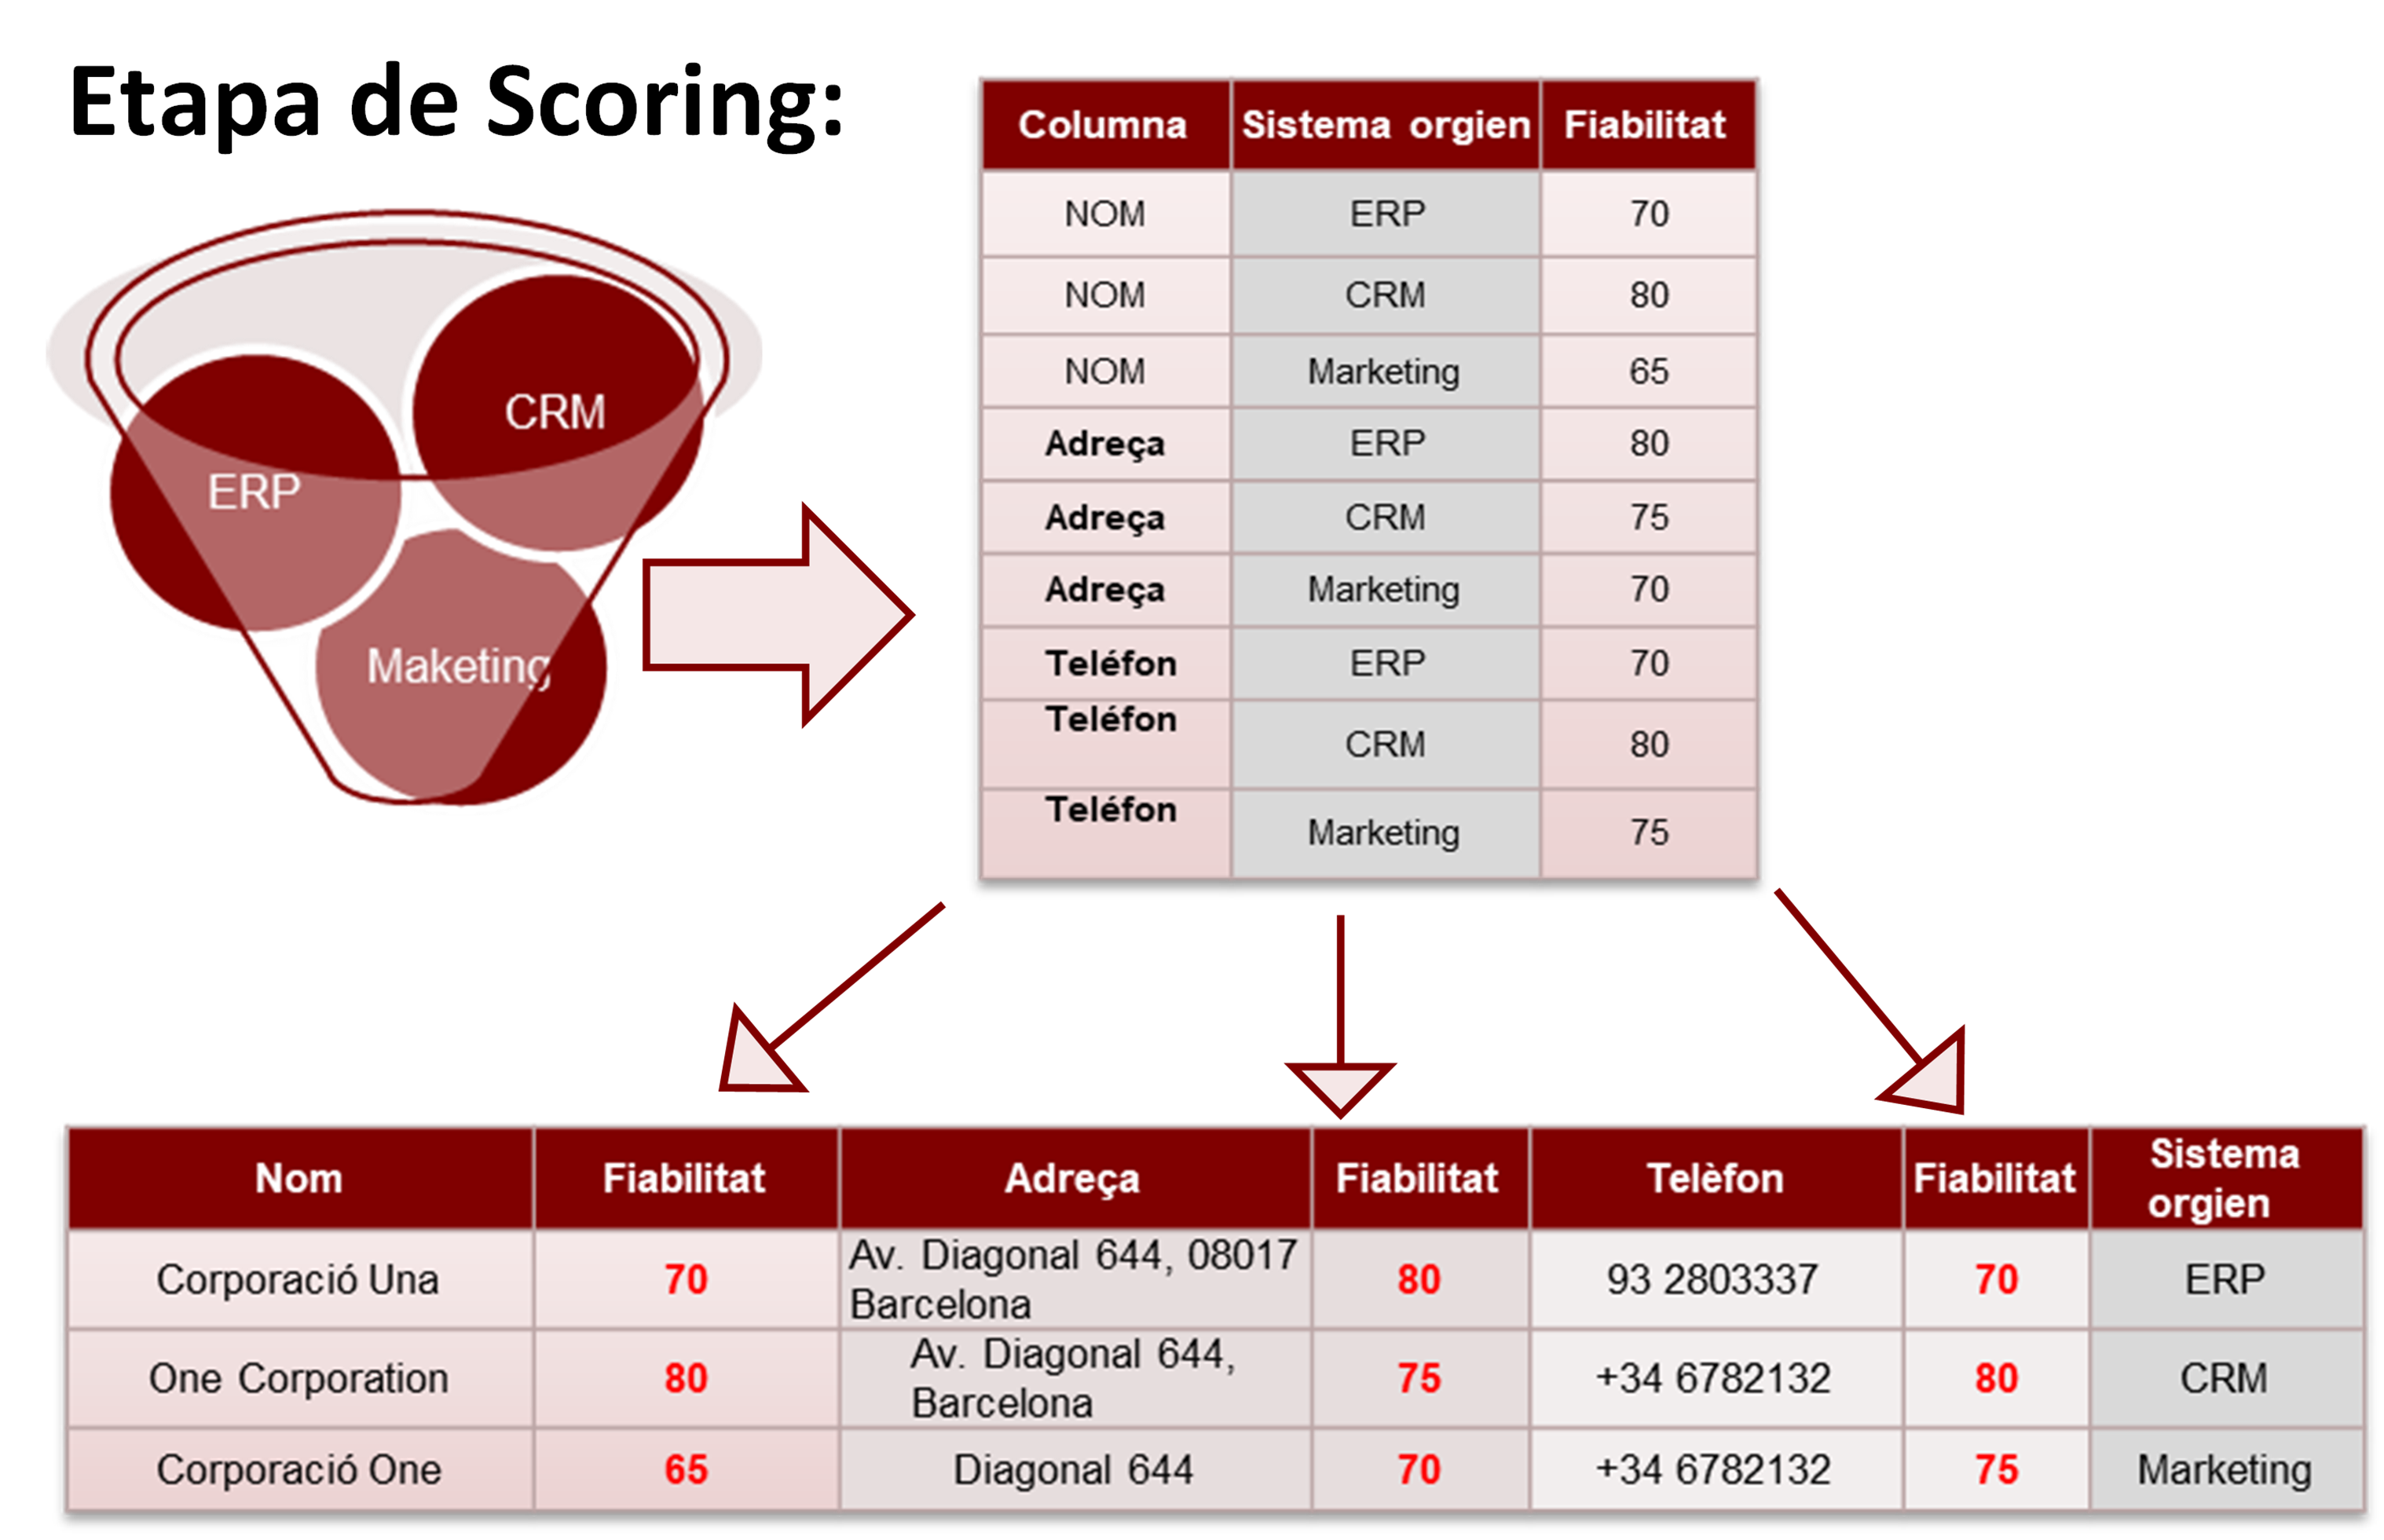 Etapa de Scoring:
CRM
ERP
Maketing
Columna Sistema orgien Fiabilitat
NOM ERP 70
NOM CRM 80
NOM Marketing 65
Adreça ERP 80
Adreça CRM 75
Adreça Marketing 70
Teléfon ERP 70
Teléfon CRM 80
Teléfon Marketing 75
Nom Fiabilitat Adreça Fiabilitat Telèfon Fiabilitat Sistema
orgien
Corporació Una 70 Av. Diagonal 644, 08017
Barcelona 80 93 2803337 70 ERP
One Corporation 80 Av. Diagonal 644,
Barcelona 75 +34 6782132 80 CRM
Corporació One 65 Diagonal 644 70 +34 6782132 75 Marketing